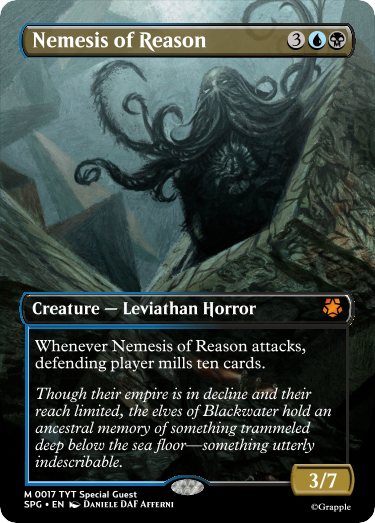 Nemesis of Reason 3
Creature — Leviathan Horror
Whenever Nemesis of Reason attacks,
defending player mills ten cards.
Though their empire is in decline and their
reach limited, the elves of Blackwater hold an
ancestral memory of something trammeled
deep below the sea floor—something utterly
indescribable.
3/7
M 0017 TYT Special Guest
SPG • EN Daniele DAF Afferni
©Grapple